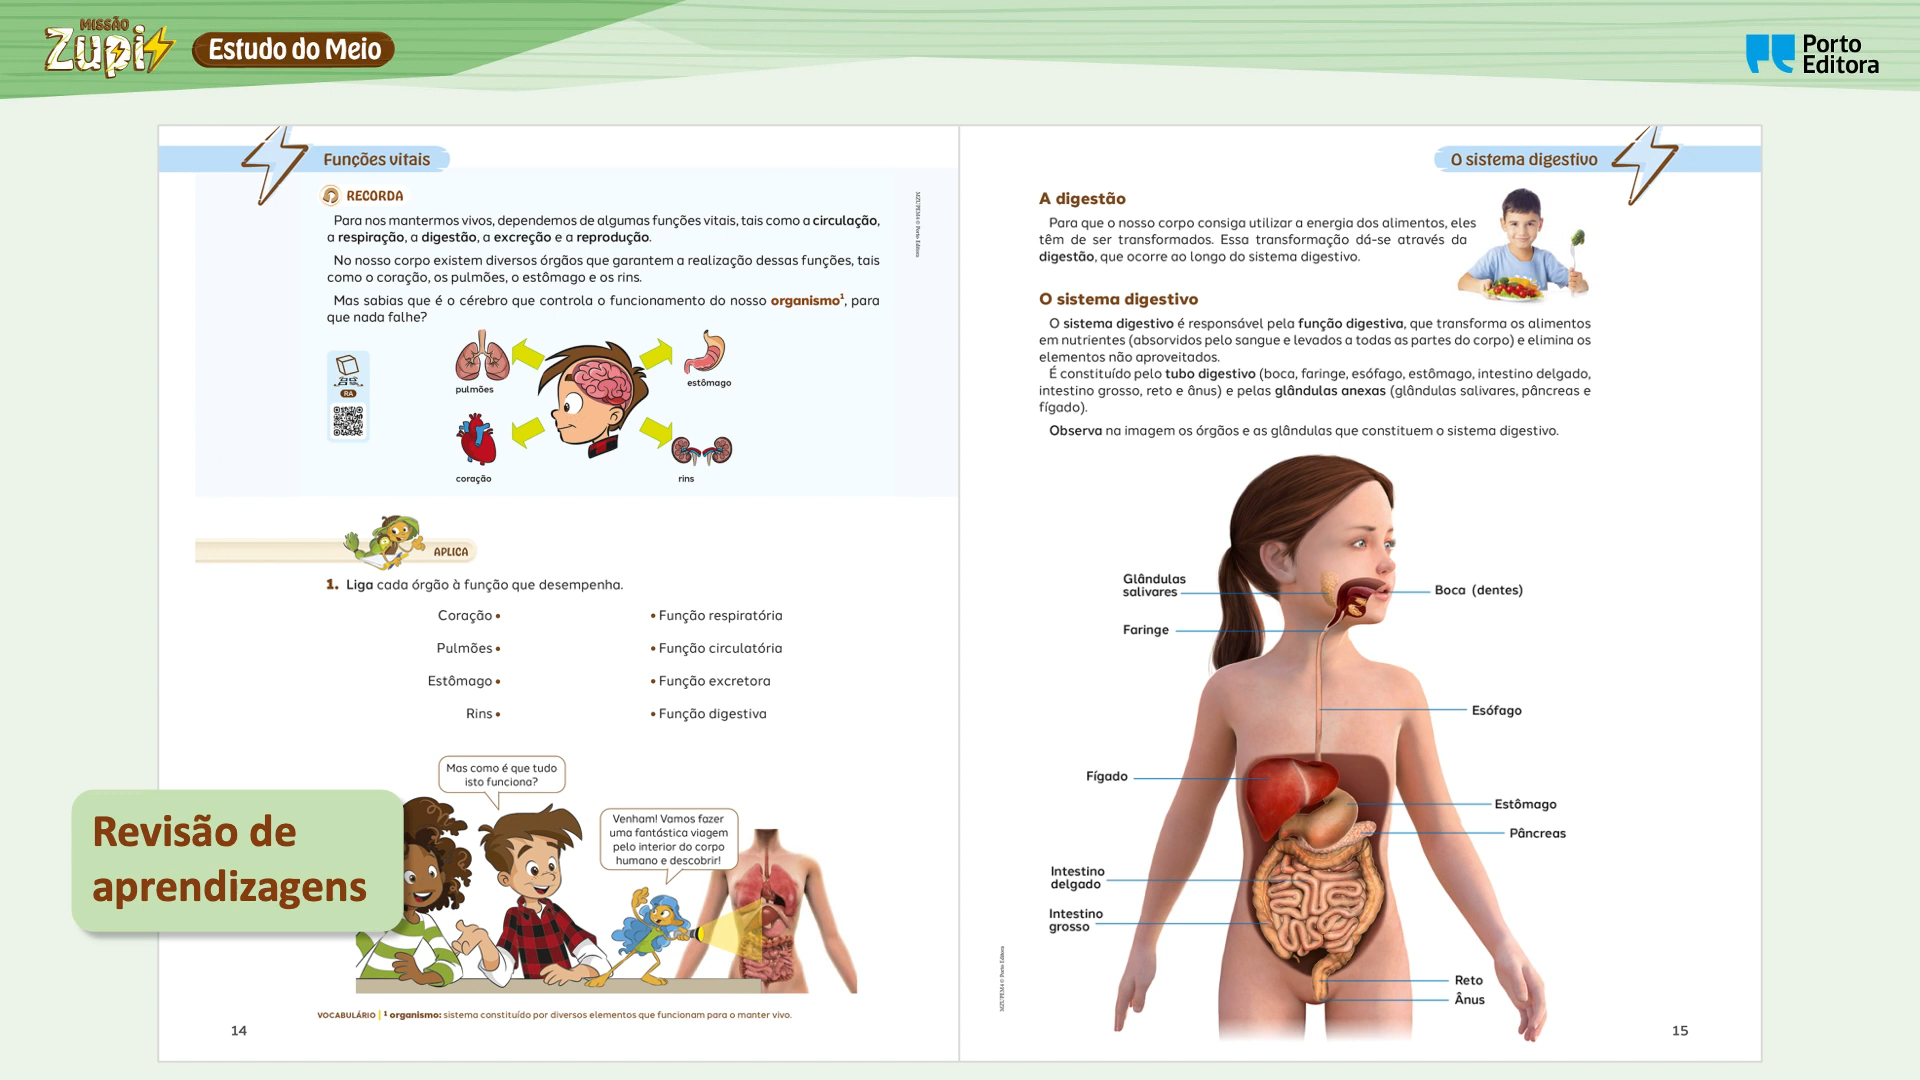 MISSÃO
Zupi
Estudo do Meio
Porto
Editora
Funções vitais
RECORDA
Para nos mantermos vivos, dependemos de algumas funções vitais, tais como a circulação,
a respiração, a digestão, a excreção e a reprodução.
No nosso corpo existem diversos órgãos que garantem a realização dessas funções, tais
como o coração, os pulmões, o estômago e os rins.
Mas sabias que é o cérebro que controla o funcionamento do nosso organismo¹, para
que nada falhe?
RA
pulmões
estômago
coração
rins
MZUPEM4 © Porto Editora
APLICA
1. Liga cada órgão à função que desempenha.
Coração • • Função respiratória
Pulmões • • Função circulatória
Estômago • • Função excretora
Rins • • Função digestiva
Mas como é que tudo
isto funciona?
Venham! Vamos fazer
uma fantástica viagem
pelo interior do corpo
humano e descobrir!
Revisão de
aprendizagens
VOCABULÁRIO | ¹ organismo: sistema constituído por diversos elementos que funcionam para o manter vivo.
14
O sistema digestivo
A digestão
Para que o nosso corpo consiga utilizar a energia dos alimentos, eles
têm de ser transformados. Essa transformação dá-se através da
digestão, que ocorre ao longo do sistema digestivo.
O sistema digestivo
O sistema digestivo é responsável pela função digestiva, que transforma os alimentos
em nutrientes (absorvidos pelo sangue e levados a todas as partes do corpo) e elimina os
elementos não aproveitados.
É constituído pelo tubo digestivo (boca, faringe, esófago, estômago, intestino delgado,
intestino grosso, reto e ânus) e pelas glândulas anexas (glândulas salivares, pâncreas e
fígado).
Observa na imagem os órgãos e as glândulas que constituem o sistema digestivo.
Glândulas
salivares
Boca (dentes)
Faringe
Esófago
Fígado
Estômago
Pâncreas
Intestino
delgado
Intestino
grosso
Reto
Ânus
MZUPEM4 © Porto Editora
15